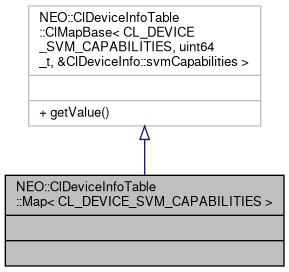 NEO::ClDeviceInfoTable
::ClMapBase< CL_DEVICE
_SVM_CAPABILITIES, uint64
_t, &ClDeviceInfo::svmCapabilities >
+ getValue()
NEO::ClDeviceInfoTable
::Map< CL_DEVICE_SVM_CAPABILITIES >